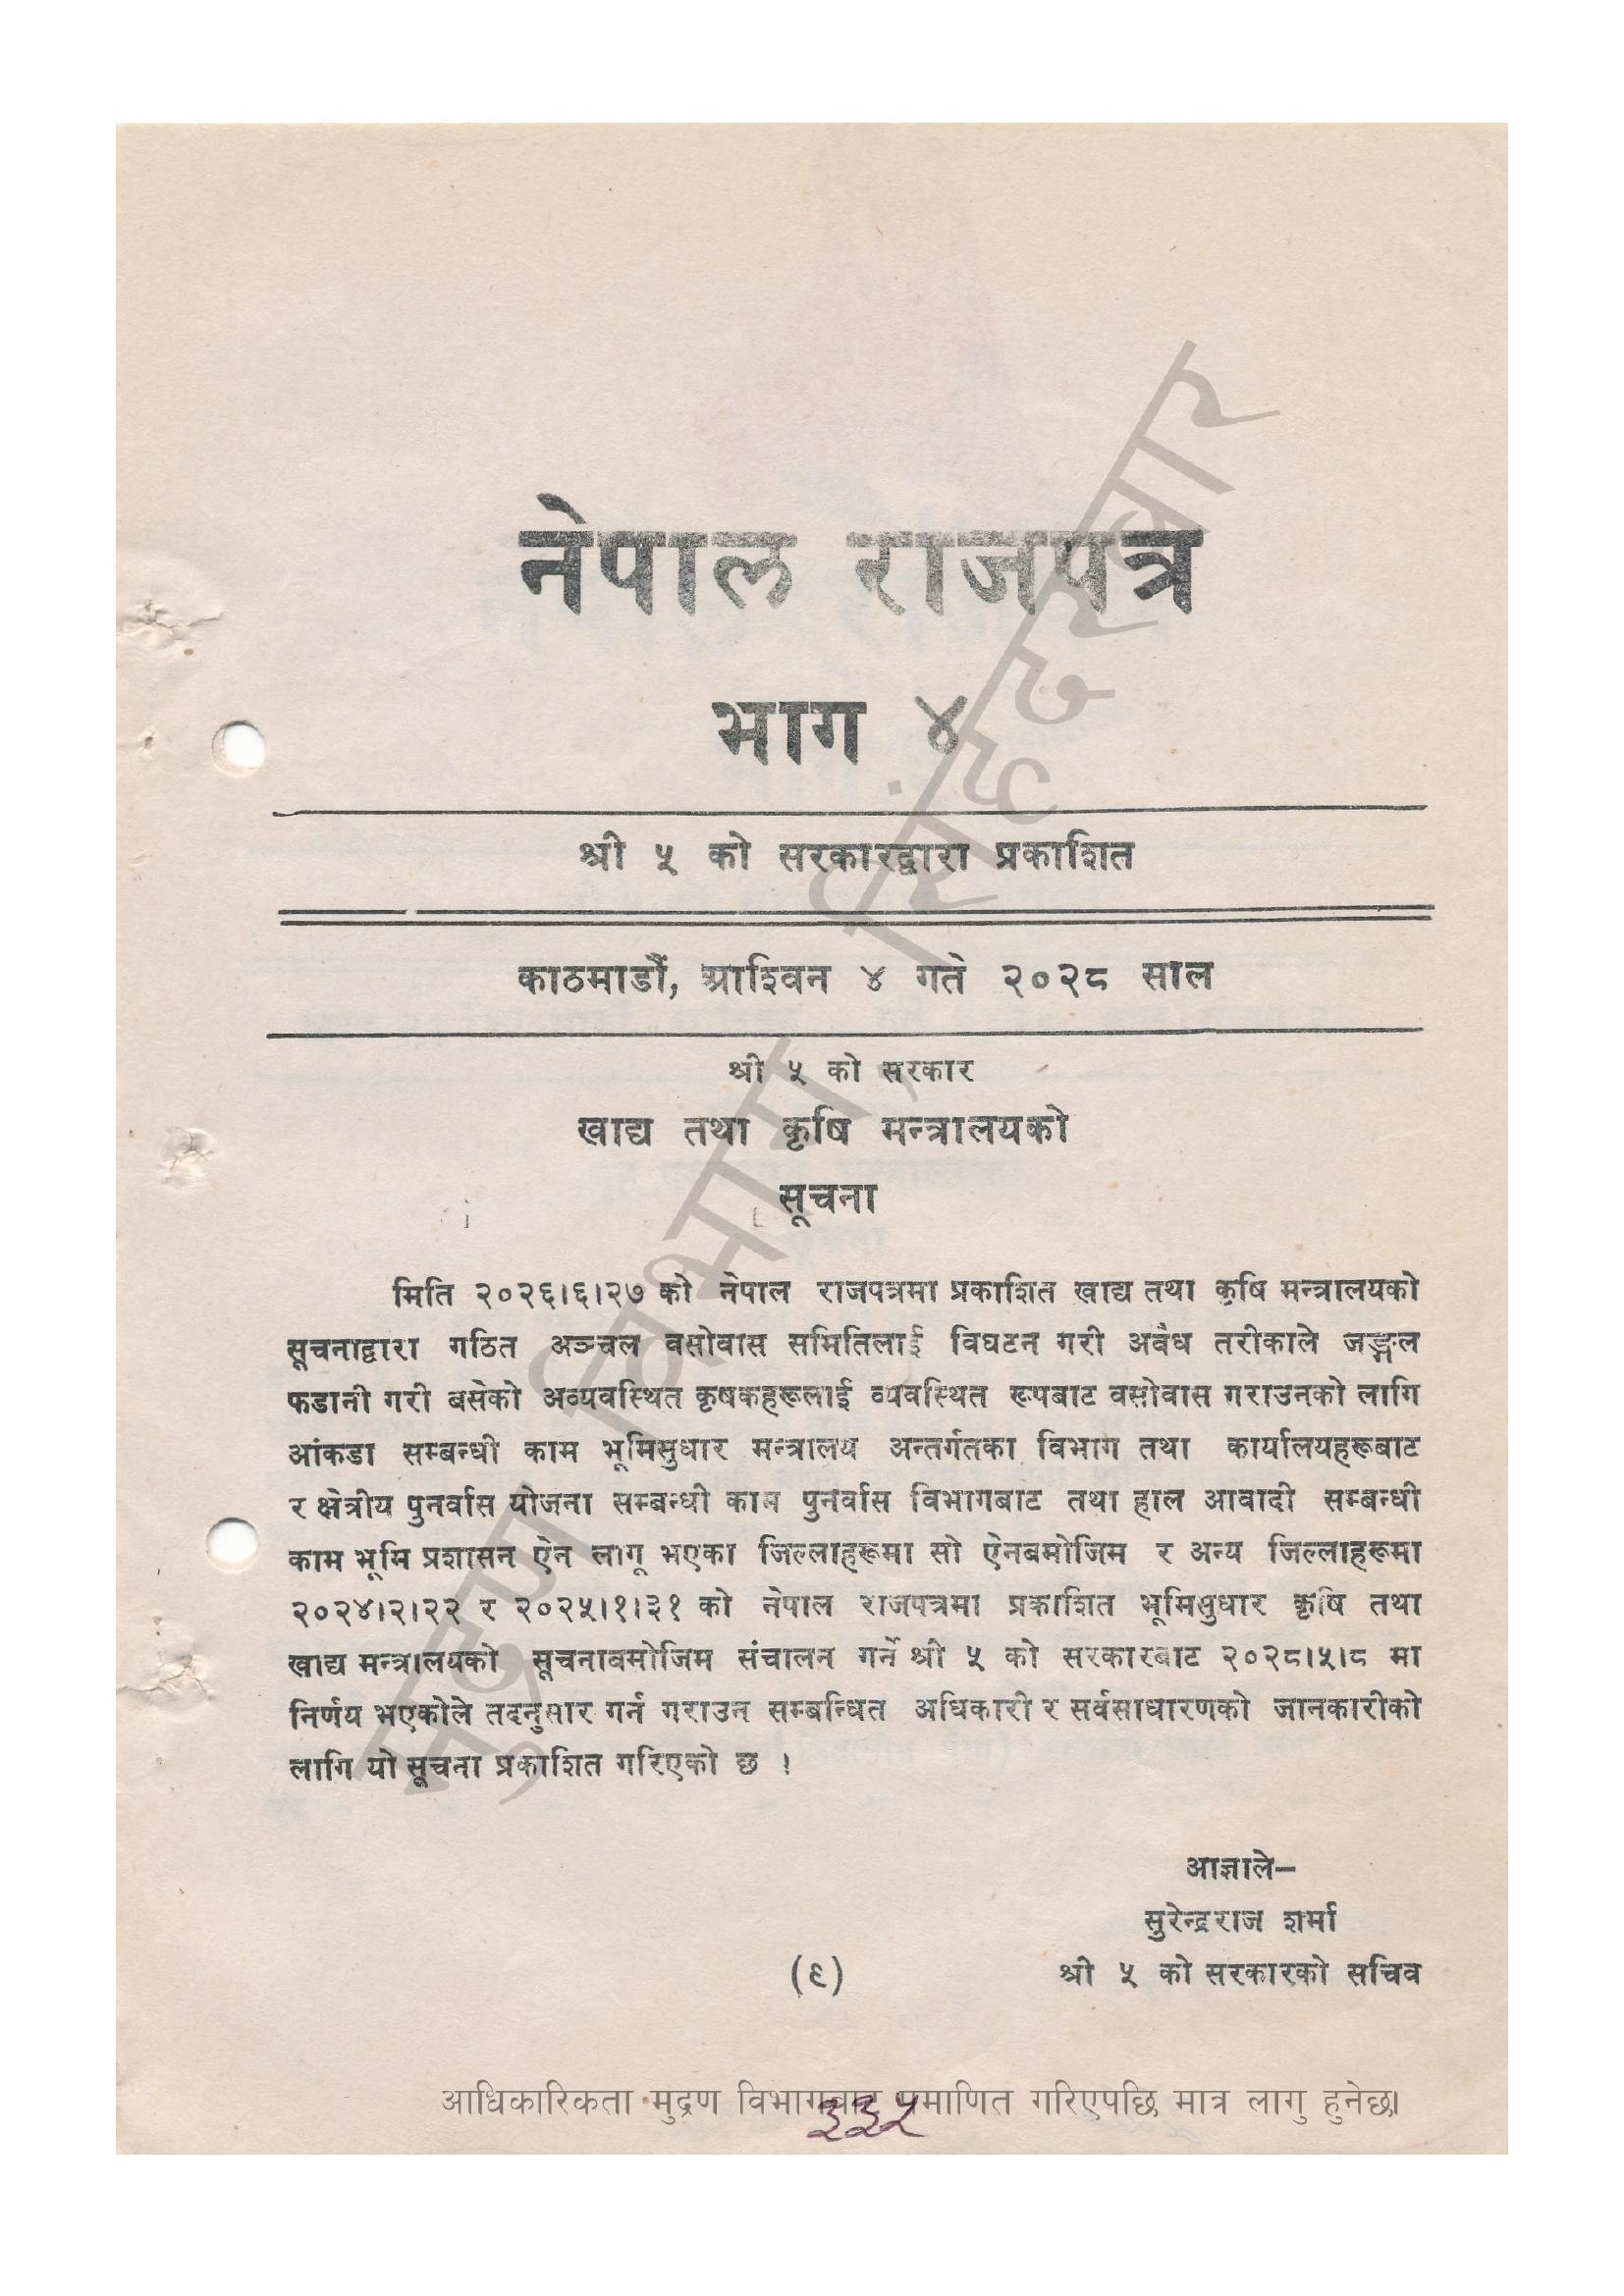 नेपाल राजपत्र
भाग ४
श्री ५ को सरकारद्वारा प्रकाशित
काठमाडौं, आश्विन ४ गते २०२८ साल
श्री ५ को सरकार
खाद्य तथा कृषि मन्त्रालयको
सूचना
मिति २०२६।६।२७ को नेपाल राजपत्रमा प्रकाशित खाद्य तथा कृषि मन्त्रालयको
सूचनाद्वारा गठित अञ्चल वसोवास समितिलाई विघटन गरी अवैध तरीकाले जङ्गल
फडानी गरी बसेको अव्यवस्थित कृषकहरूलाई व्यवस्थित रूपबाट वसोवास गराउनको लागि
आंकडा सम्बन्धी काम भूमिसुधार मन्त्रालय अन्तर्गतका विभाग तथा कार्यालयहरूबाट
र क्षेत्रीय पुनर्वास योजना सम्बन्धी काम पुनर्वास विभागबाट तथा हाल आवादी सम्बन्धी
काम भूमि प्रशासन ऐन लागू भएका जिल्लाहरूमा सो ऐनबमोजिम र अन्य जिल्लाहरूमा
२०२४।२।२२ र २०२५।१।३१ को नेपाल राजपत्रमा प्रकाशित भूमिसुधार कृषि तथा
खाद्य मन्त्रालयको सूचनाबमोजिम संचालन गर्ने श्री ५ को सरकारबाट २०२८।५।८ मा
निर्णय भएकोले तदनुसार गर्न गराउन सम्बन्धित अधिकारी र सर्वसाधारणको जानकारीको
लागि यो सूचना प्रकाशित गरिएको छ ।
आज्ञाले–
सुरेन्द्रराज शर्मा
श्री ५ को सरकारको सचिव
(९)
आधिकारिकता मुद्रण विभागबाट प्रमाणित गरिएपछि मात्र लागु हुनेछ।
३३५
मुद्रण विभाग, सिंहदरबार